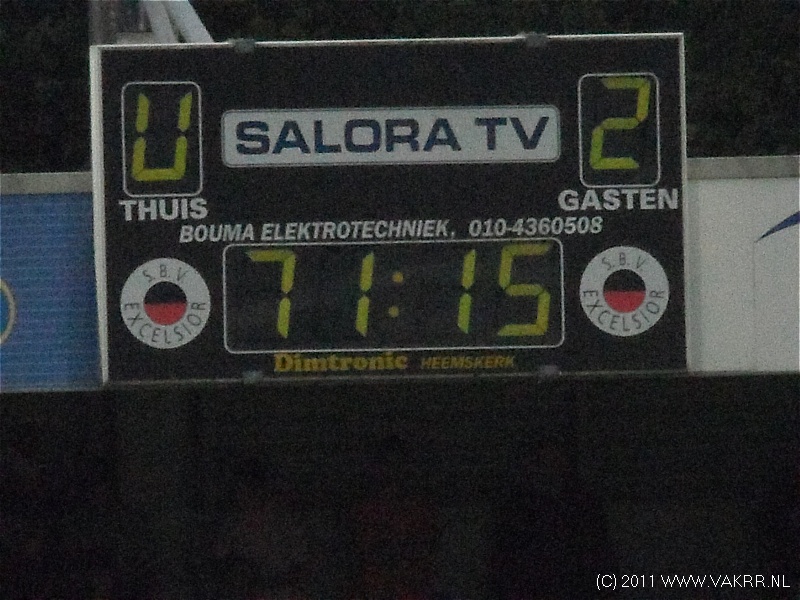 0 SALORA TV 2
THUIS GASTEN
BOUMA ELEKTROTECHNIEK. 010-4360508
S.B.V. EXCELSIOR
71:15
S.B.V. EXCELSIOR
Dimtronic HEEMSKERK
(C) 2011 WWW.VAKRR.NL